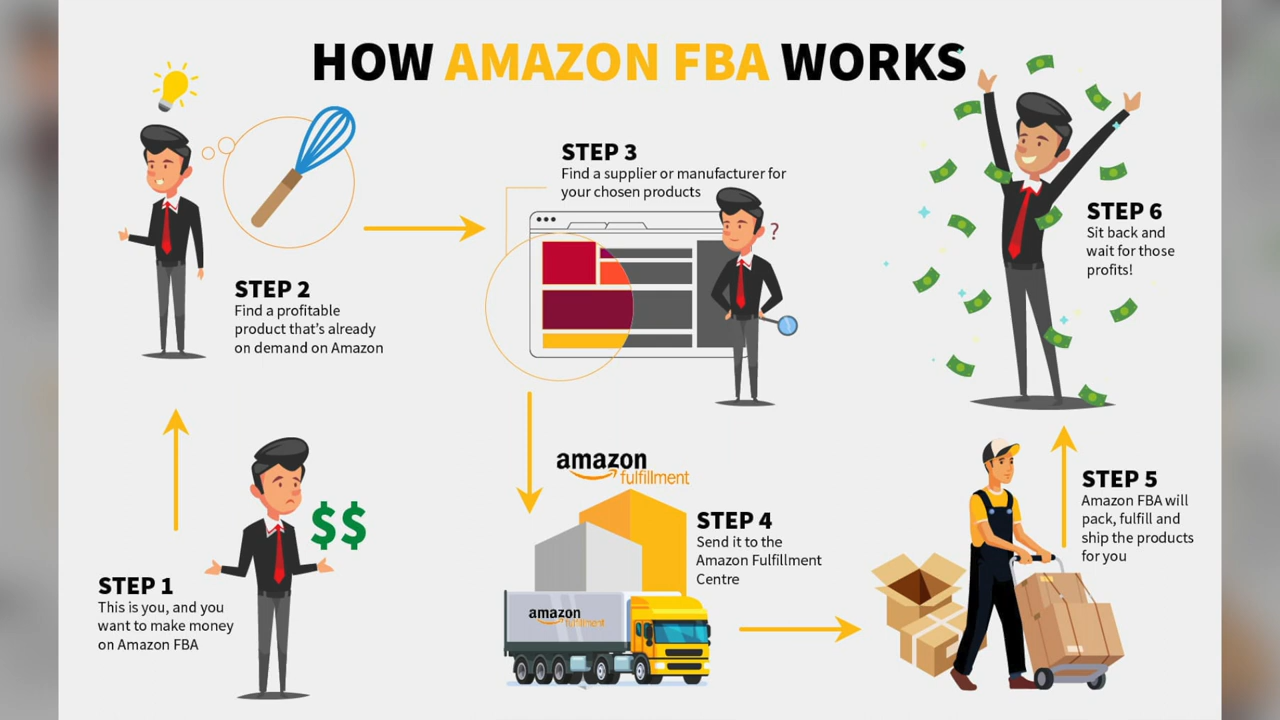 HOW AMAZON FBA WORKS
STEP 1
This is you, and you
want to make money
on Amazon FBA
$$
STEP 2
Find a profitable
product that's already
on demand on Amazon
STEP 3
Find a supplier or manufacturer for
your chosen products
?
amazon
fulfillment
STEP 4
Send it to the
Amazon Fulfillment
Centre
amazon
fulfillment
STEP 5
Amazon FBA will
pack, fulfill and
ship the products
for you
STEP 6
Sit back and
wait for those
profits!